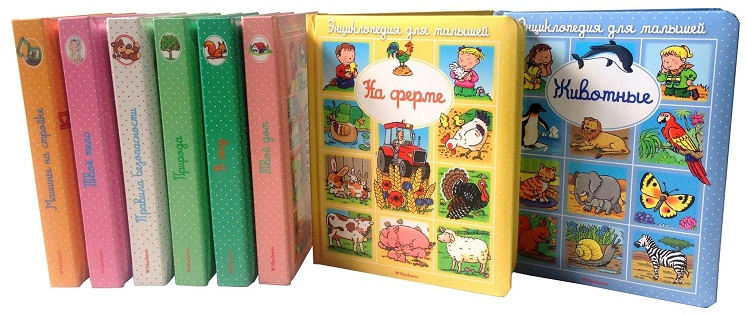 Машины на стройке
Твоё тело
Правила безопасности
Природа
В лесу
Твой дом
Энциклопедия для малышей
На ферме
Энциклопедия для малышей
Животные